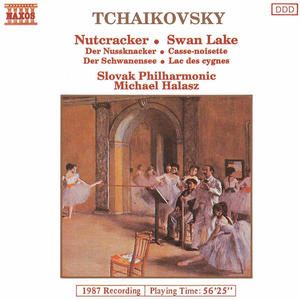 NAXOS
DDD
TCHAIKOVSKY
Nutcracker • Swan Lake
Der Nussknacker • Casse-noisette
Der Schwanensee • Lac des cygnes
Slovak Philharmonic
Michael Halasz
1987 Recording | Playing Time: 56'25"